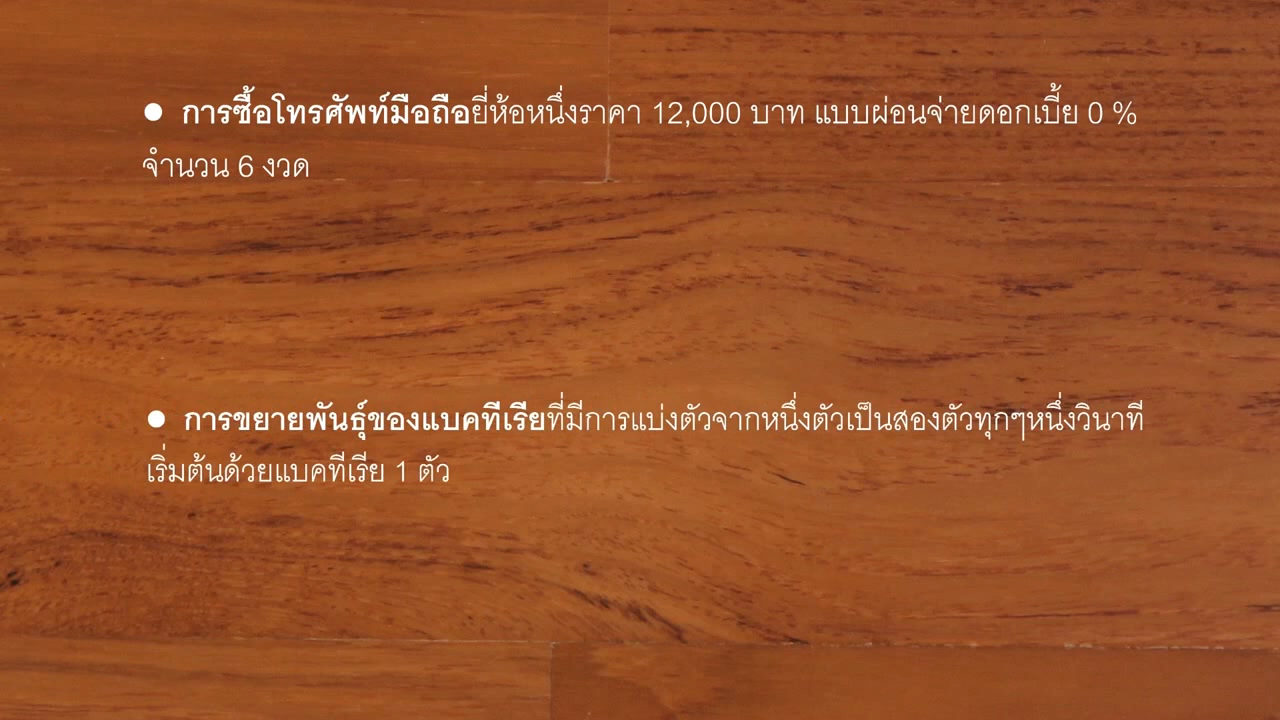 ● การซื้อโทรศัพท์มือถือยี่ห้อหนึ่งราคา 12,000 บาท แบบผ่อนจ่ายดอกเบี้ย 0 %
จำนวน 6 งวด
● การขยายพันธุ์ของแบคทีเรียที่มีการแบ่งตัวจากหนึ่งตัวเป็นสองตัวทุกๆหนึ่งวินาที
เริ่มต้นด้วยแบคทีเรีย 1 ตัว